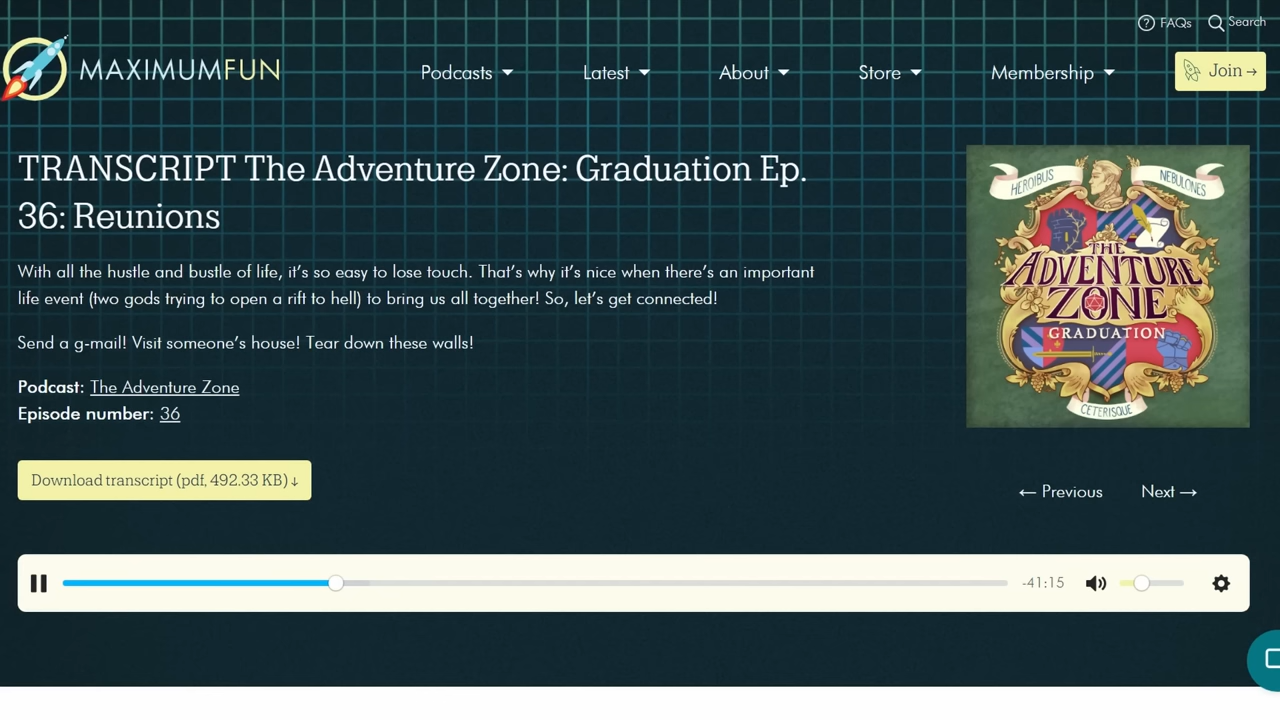 FAQs Search
MAXIMUMFUN
Podcasts Latest About Store Membership Join →
TRANSCRIPT The Adventure Zone: Graduation Ep.
36: Reunions
With all the hustle and bustle of life, it's so easy to lose touch. That's why it's nice when there's an important
life event (two gods trying to open a rift to hell) to bring us all together! So, let's get connected!
Send a g-mail! Visit someone's house! Tear down these walls!
Podcast: The Adventure Zone
Episode number: 36
Download transcript (pdf, 492.33 KB) ↓
HEROIBUS
NEBULONES
THE
ADVENTURE
ZONE
GRADUATION
CETERISQUE
← Previous Next →
-41:15